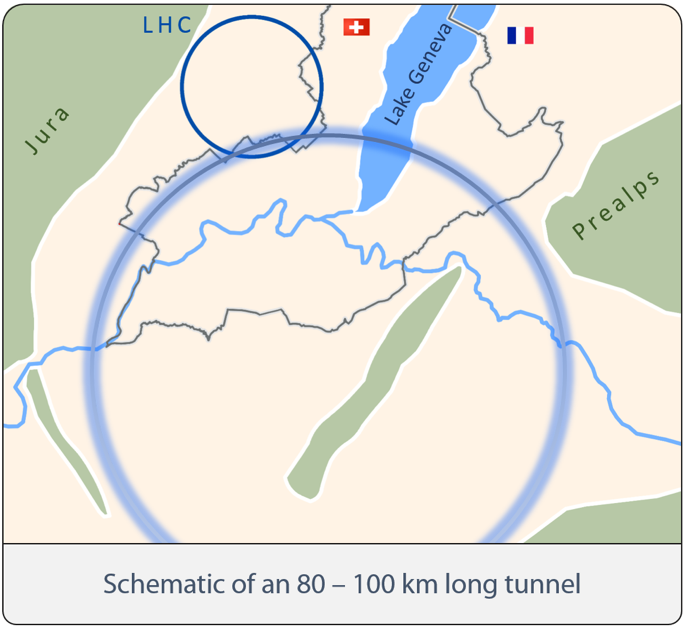 LHC
Lake Geneva
Jura
Prealps
Schematic of an 80 – 100 km long tunnel